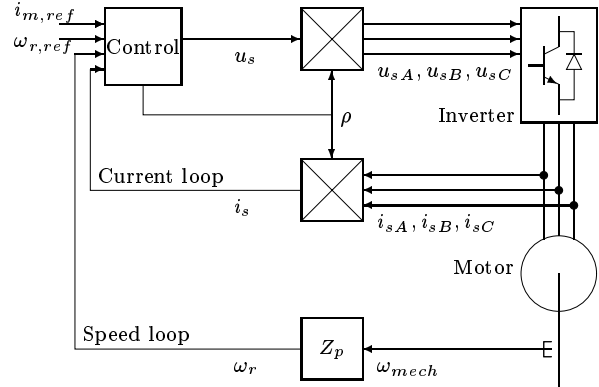 i_{m,ref}
ω_{r,ref}
Control
u_s
u_{sA}, u_{sB}, u_{sC}
Inverter
ρ
Current loop
i_s
i_{sA}, i_{sB}, i_{sC}
Motor
Speed loop
ω_r
Z_p
ω_{mech}